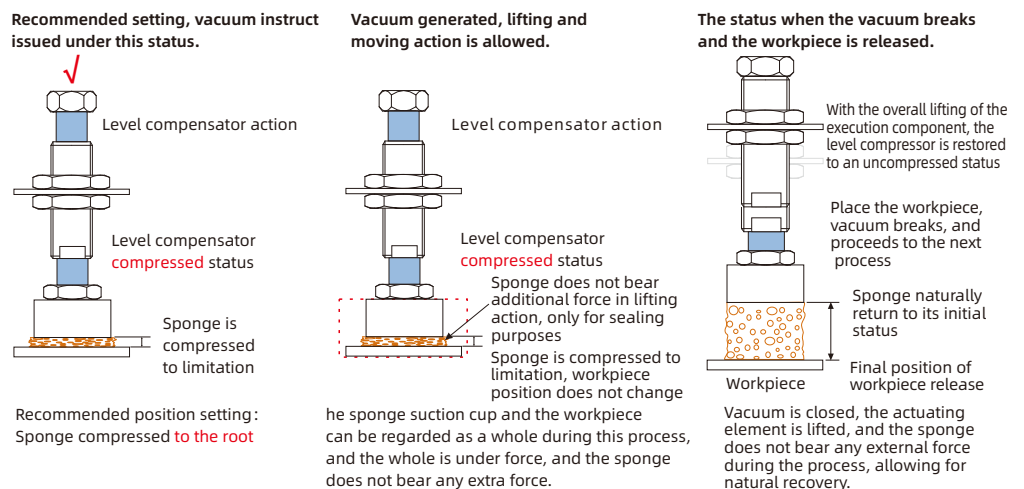 Recommended setting, vacuum instruct
issued under this status.
Level compensator action
Level compensator
compressed status
Sponge is
compressed
to limitation
Recommended position setting:
Sponge compressed to the root
Vacuum generated, lifting and
moving action is allowed.
Level compensator action
Level compensator
compressed status
Sponge does not bear
additional force in lifting
action, only for sealing
purposes
Sponge is compressed to
limitation, workpiece
position does not change
he sponge suction cup and the workpiece
can be regarded as a whole during this process,
and the whole is under force, and the sponge
does not bear any extra force.
The status when the vacuum breaks
and the workpiece is released.
With the overall lifting of the
execution component, the
level compressor is restored
to an uncompressed status
Place the workpiece,
vacuum breaks, and
proceeds to the next
process
Sponge naturally
return to its initial
status
Final position of
workpiece release
Workpiece
Vacuum is closed, the actuating
element is lifted, and the sponge
does not bear any external force
during the process, allowing for
natural recovery.